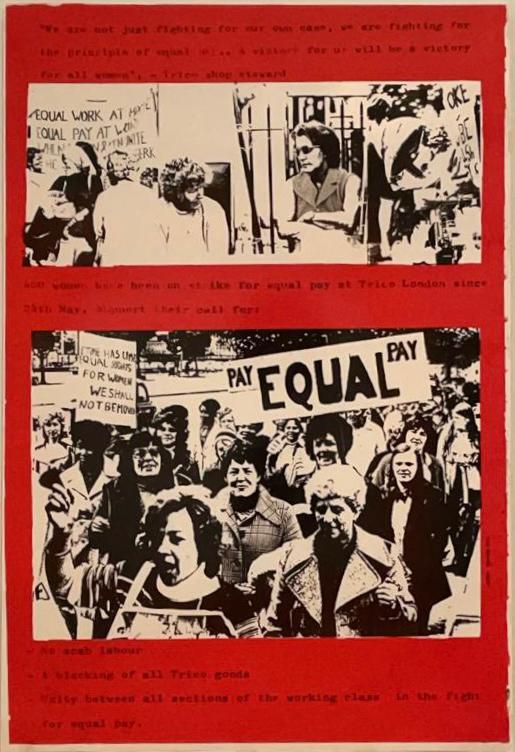 "We are not just fighting for our own case, we are fighting for
the principle of equal pay... A victory for us will be a victory
for all women", - Trico shop steward
EQUAL WORK AT
EQUAL PAY AT
OKE
400 women have been on strike for equal pay at Trico London since
24th May. Support their call for:
TIME HAS COME
EQUAL RIGHTS
FOR WOMEN
WE SHALL
NOT BE MOVED
PAY EQUAL PAY
- No scab labour
- A blacking of all Trico goods
- Unity between all sections of the working class in the fight
for equal pay.